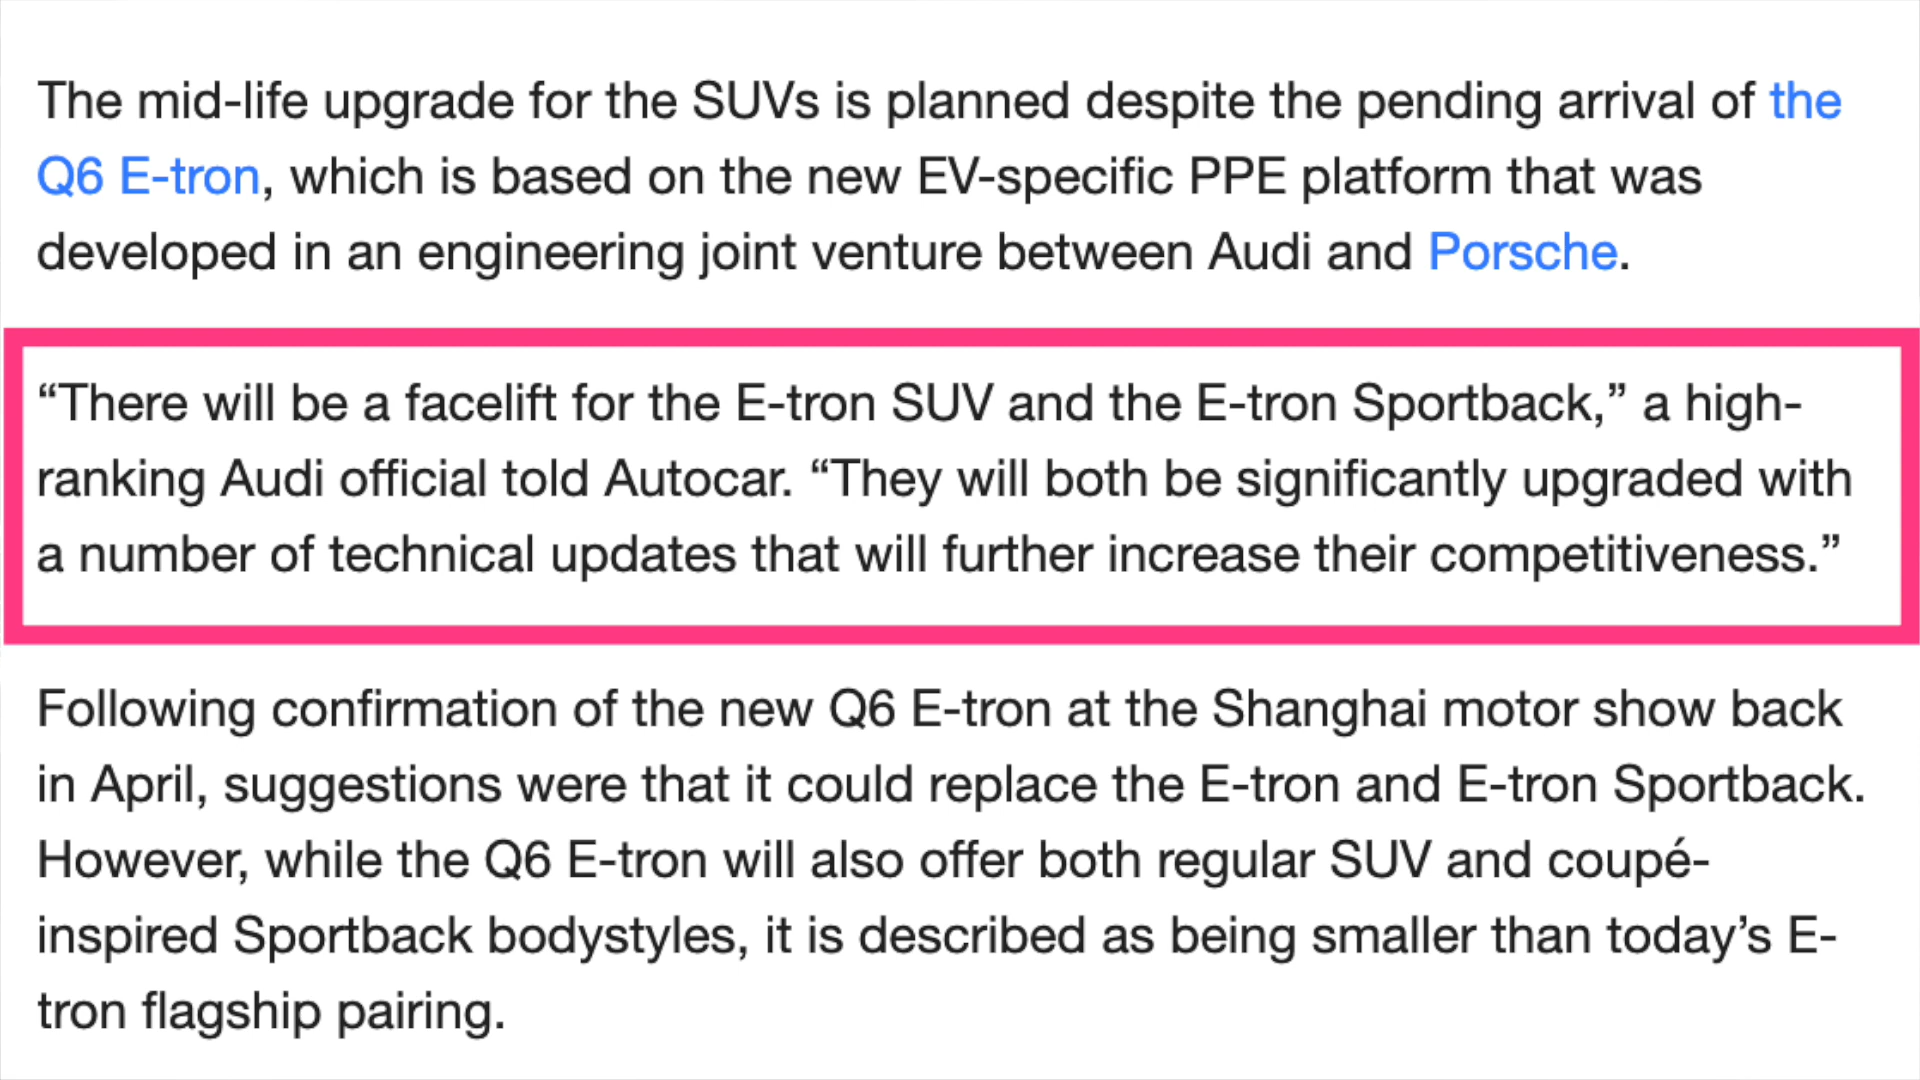 The mid-life upgrade for the SUVs is planned despite the pending arrival of the
Q6 E-tron, which is based on the new EV-specific PPE platform that was
developed in an engineering joint venture between Audi and Porsche.
“There will be a facelift for the E-tron SUV and the E-tron Sportback,” a high-
ranking Audi official told Autocar. “They will both be significantly upgraded with
a number of technical updates that will further increase their competitiveness.”
Following confirmation of the new Q6 E-tron at the Shanghai motor show back
in April, suggestions were that it could replace the E-tron and E-tron Sportback.
However, while the Q6 E-tron will also offer both regular SUV and coupé-
inspired Sportback bodystyles, it is described as being smaller than today’s E-
tron flagship pairing.